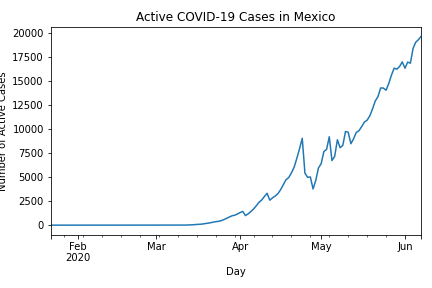 Active COVID-19 Cases in Mexico
20000
17500
15000
12500
10000
7500
5000
2500
0
Number of Active Cases
Feb
2020
Mar
Apr
May
Jun
Day